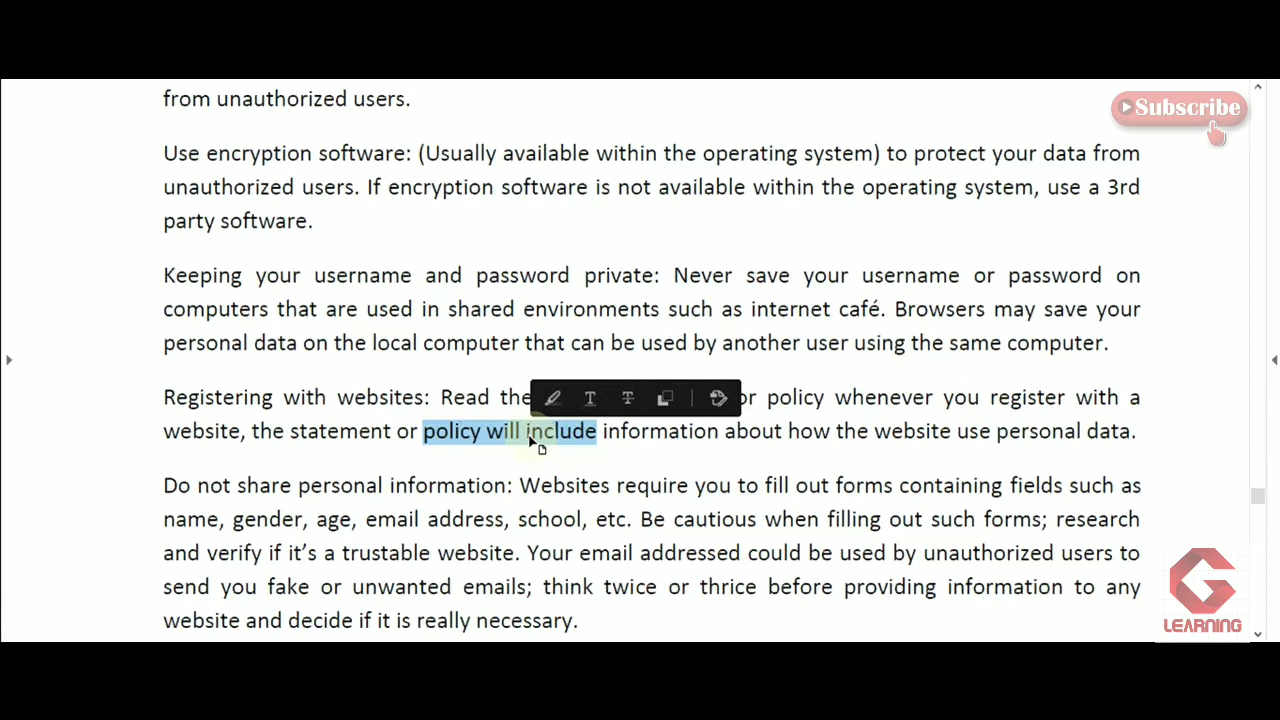 from unauthorized users.
Subscribe
Use encryption software: (Usually available within the operating system) to protect your data from
unauthorized users. If encryption software is not available within the operating system, use a 3rd
party software.
Keeping your username and password private: Never save your username or password on
computers that are used in shared environments such as internet café. Browsers may save your
personal data on the local computer that can be used by another user using the same computer.
Registering with websites: Read the or policy whenever you register with a
website, the statement or policy will include information about how the website use personal data.
Do not share personal information: Websites require you to fill out forms containing fields such as
name, gender, age, email address, school, etc. Be cautious when filling out such forms; research
and verify if it’s a trustable website. Your email addressed could be used by unauthorized users to
send you fake or unwanted emails; think twice or thrice before providing information to any
website and decide if it is really necessary.
LEARNING